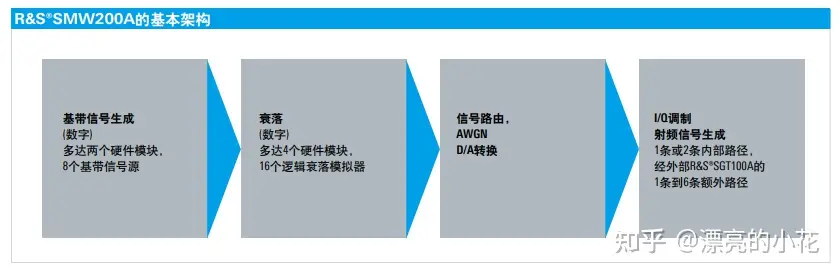 R&S®SMW200A的基本架构
基带信号生成
(数字)
多达两个硬件模块,
8个基带信号源
衰落
(数字)
多达4个硬件模块,
16个逻辑衰落模拟器
信号路由,
AWGN
D/A转换
I/Q调制
射频信号生成
1条或2条内部路径,
经外部R&S®SGT100A的
1条到6条额外路径
知乎 @漂亮的小花